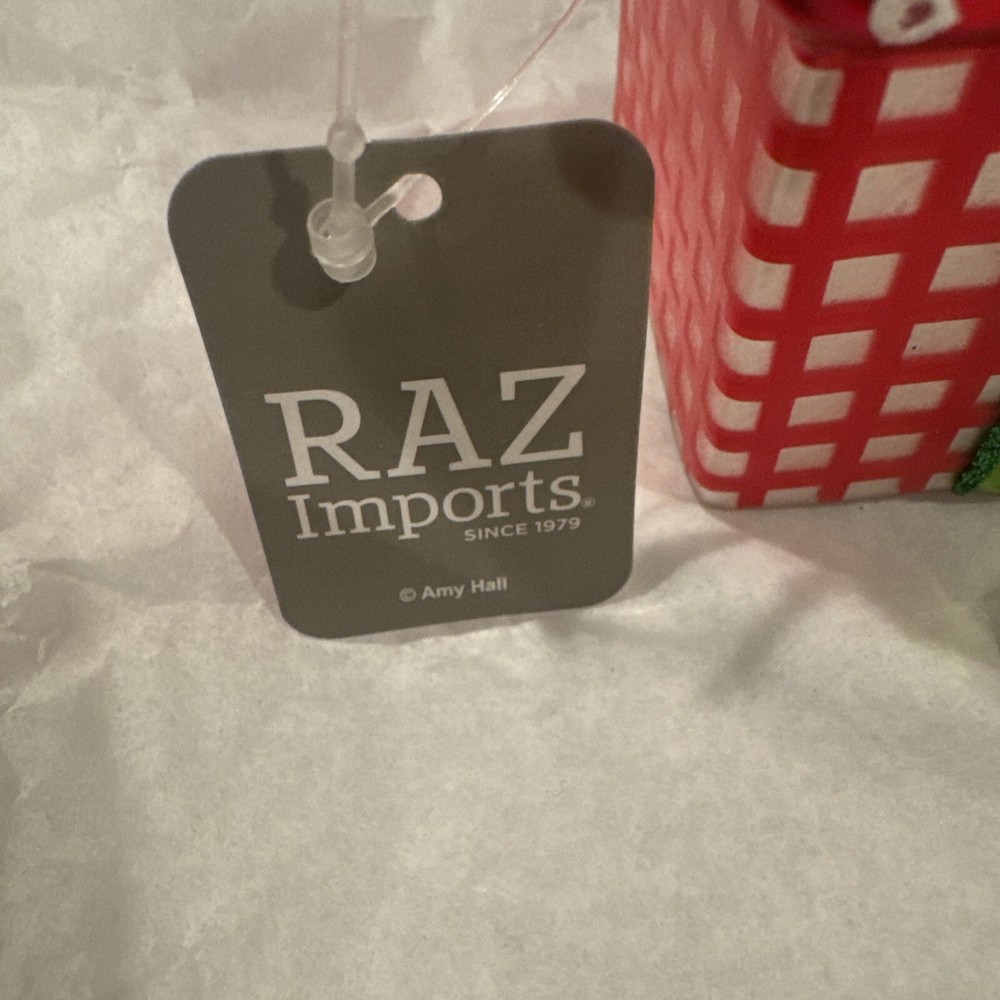 RAZ
Imports®
SINCE 1979
© Amy Hall